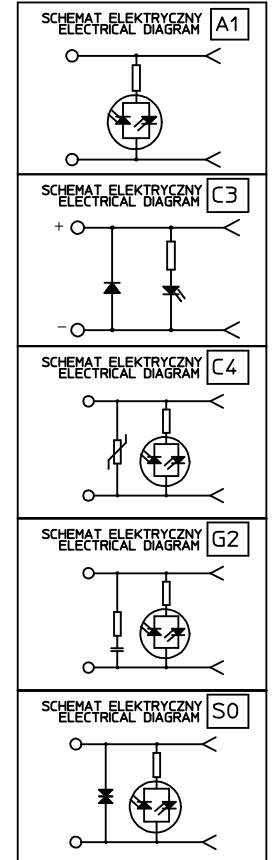 SCHEMAT ELEKTRYCZNY
ELECTRICAL DIAGRAM
A1
SCHEMAT ELEKTRYCZNY
ELECTRICAL DIAGRAM
C3
+
-
SCHEMAT ELEKTRYCZNY
ELECTRICAL DIAGRAM
C4
SCHEMAT ELEKTRYCZNY
ELECTRICAL DIAGRAM
G2
SCHEMAT ELEKTRYCZNY
ELECTRICAL DIAGRAM
S0